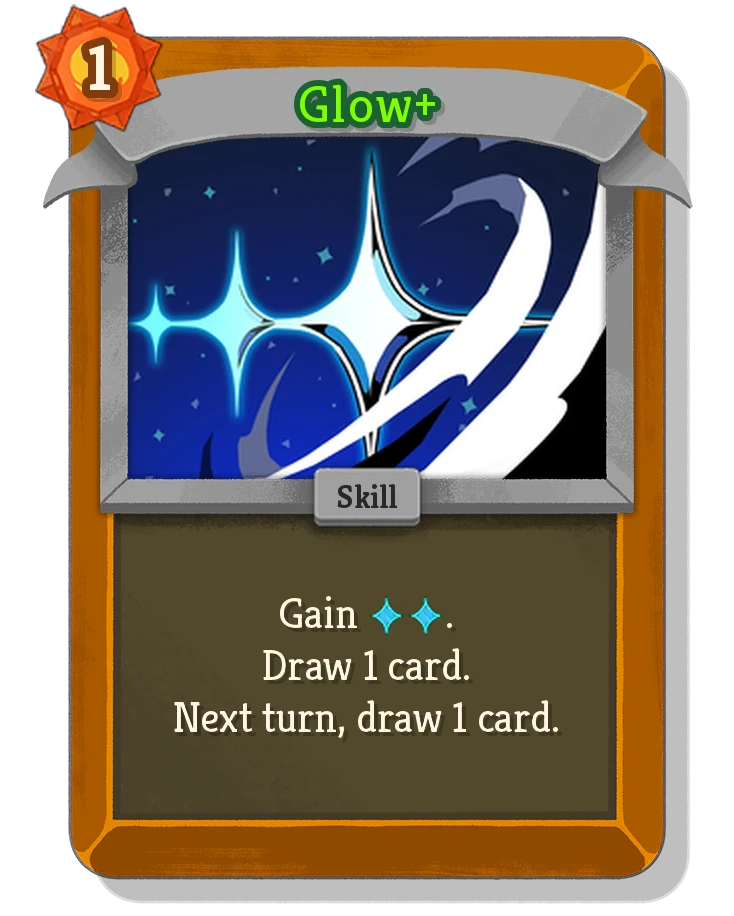 1
Glow+
Skill
Gain ✦✦.
Draw 1 card.
Next turn, draw 1 card.